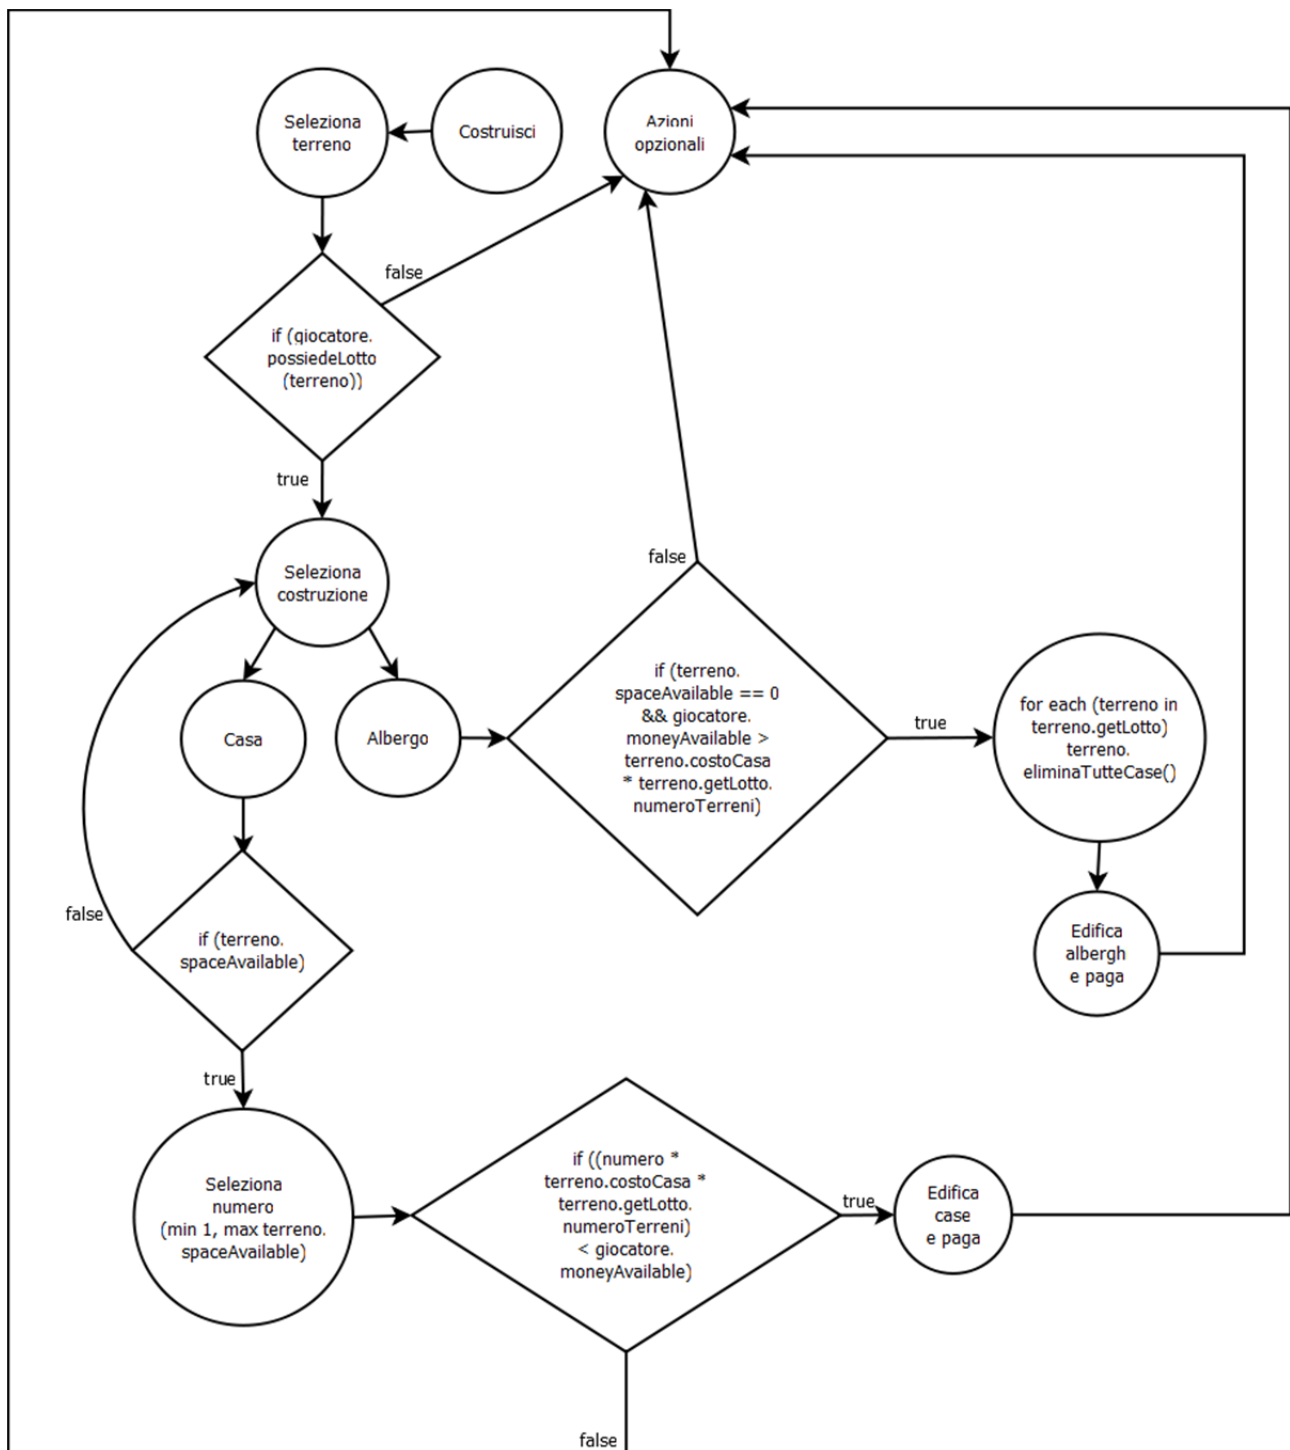 Seleziona
terreno
Costruisci
Azioni
opzionali
false
if (giocatore.
possiedeLotto
(terreno))
true
Seleziona
costruzione
false
Casa
Albergo
if (terreno.
spaceAvailable == 0
&& giocatore.
moneyAvailable >
terreno.costoCasa
* terreno.getLotto.
numeroTerreni)
true
for each (terreno in
terreno.getLotto)
terreno.
eliminaTutteCase()
false
if (terreno.
spaceAvailable)
Edifica
albergh
e paga
true
Seleziona
numero
(min 1, max terreno.
spaceAvailable)
if ((numero *
terreno.costoCasa *
terreno.getLotto.
numeroTerreni)
< giocatore.
moneyAvailable)
true
Edifica
case
e paga
false